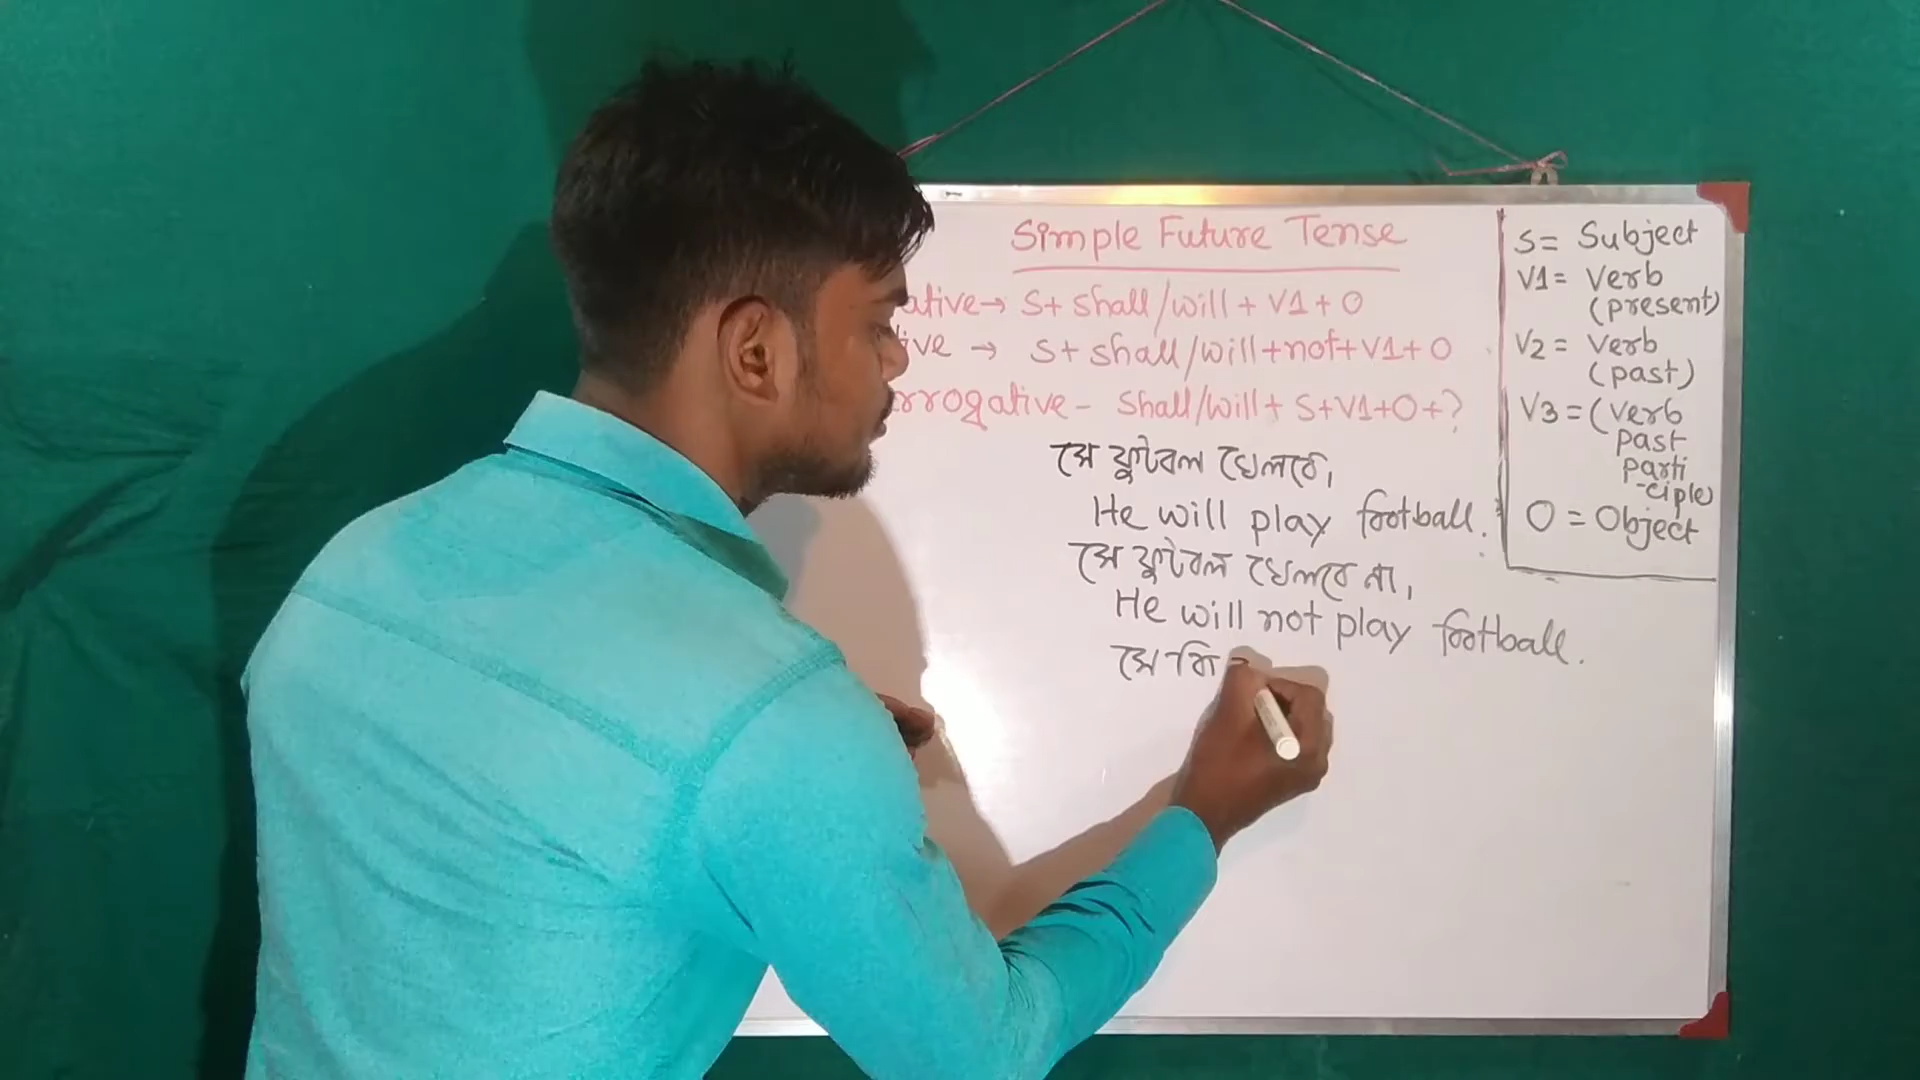 Simple Future Tense
ative → S+ shall/will + V1 + O
ive → S+ shall/will+not+V1+O
rrogative - Shall/will+ S+V1+O+?
সে ফুটবল খেলবে।
He will play football.
সে ফুটবল খেলবে না।
He will not play football.
সে কি
S= Subject
V1= Verb
(present)
V2= verb
(past)
V3=(verb
past
parti
-ciple)
O = Object